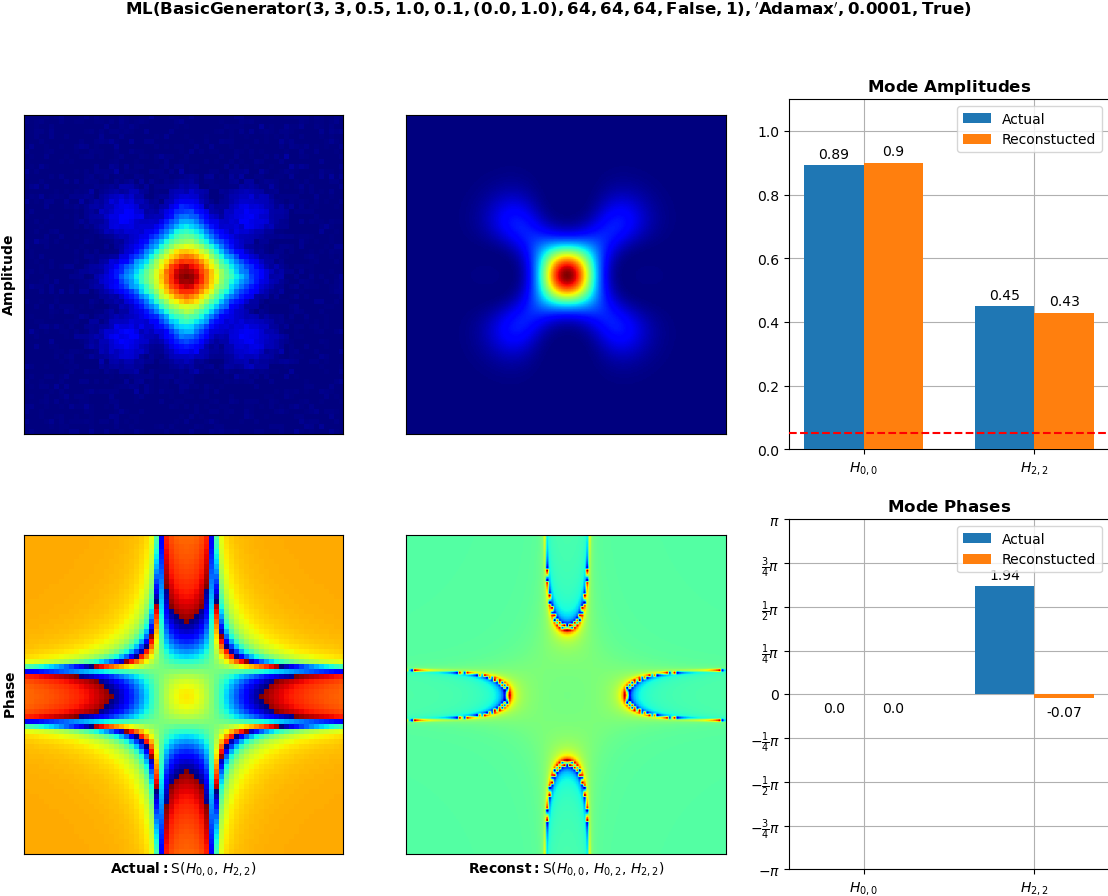 ML(BasicGenerator(3, 3, 0.5, 1.0, 0.1, (0.0, 1.0), 64, 64, 64, False, 1), ′Adamax′, 0.0001, True)
Amplitude
Mode Amplitudes
Actual
Reconstucted
1.0
0.8
0.6
0.4
0.2
0.0
0.89
0.9
0.45
0.43
H0,0
H2,2
Phase
Actual: S(H0,0, H2,2)
Reconst: S(H0,0, H0,2, H2,2)
Mode Phases
Actual
Reconstucted
π
3/4π
1/2π
1/4π
0
−1/4π
−1/2π
−3/4π
−π
0.0
0.0
1.94
-0.07
H0,0
H2,2